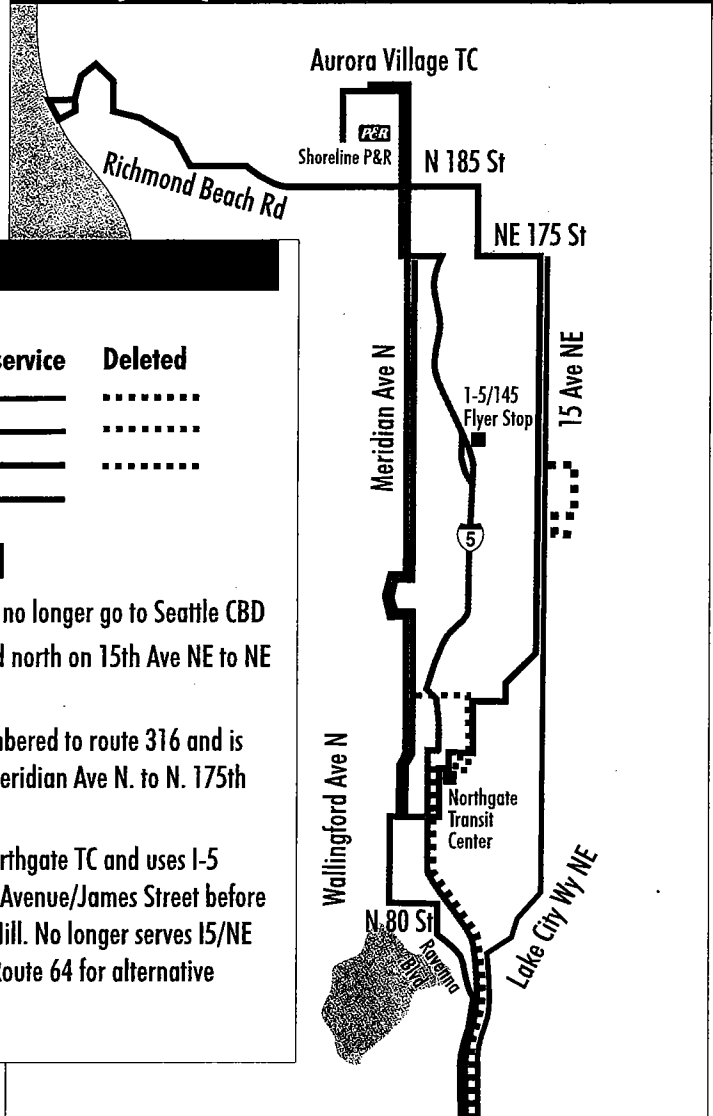 Aurora Village TC
P&R
Shoreline P&R
N 185 St
Richmond Beach Rd
NE 175 St
service Deleted
Meridian Ave N
15 Ave NE
1-5/145
Flyer Stop
5
no longer go to Seattle CBD
north on 15th Ave NE to NE
bered to route 316 and is
eridian Ave N. to N. 175th
Wallingford Ave N
Northgate
Transit
Center
rthgate TC and uses I-5
Avenue/James Street before
ill. No longer serves I5/NE
oute 64 for alternative
N 80 St
Ravenna
Blvd
Lake City Wy NE